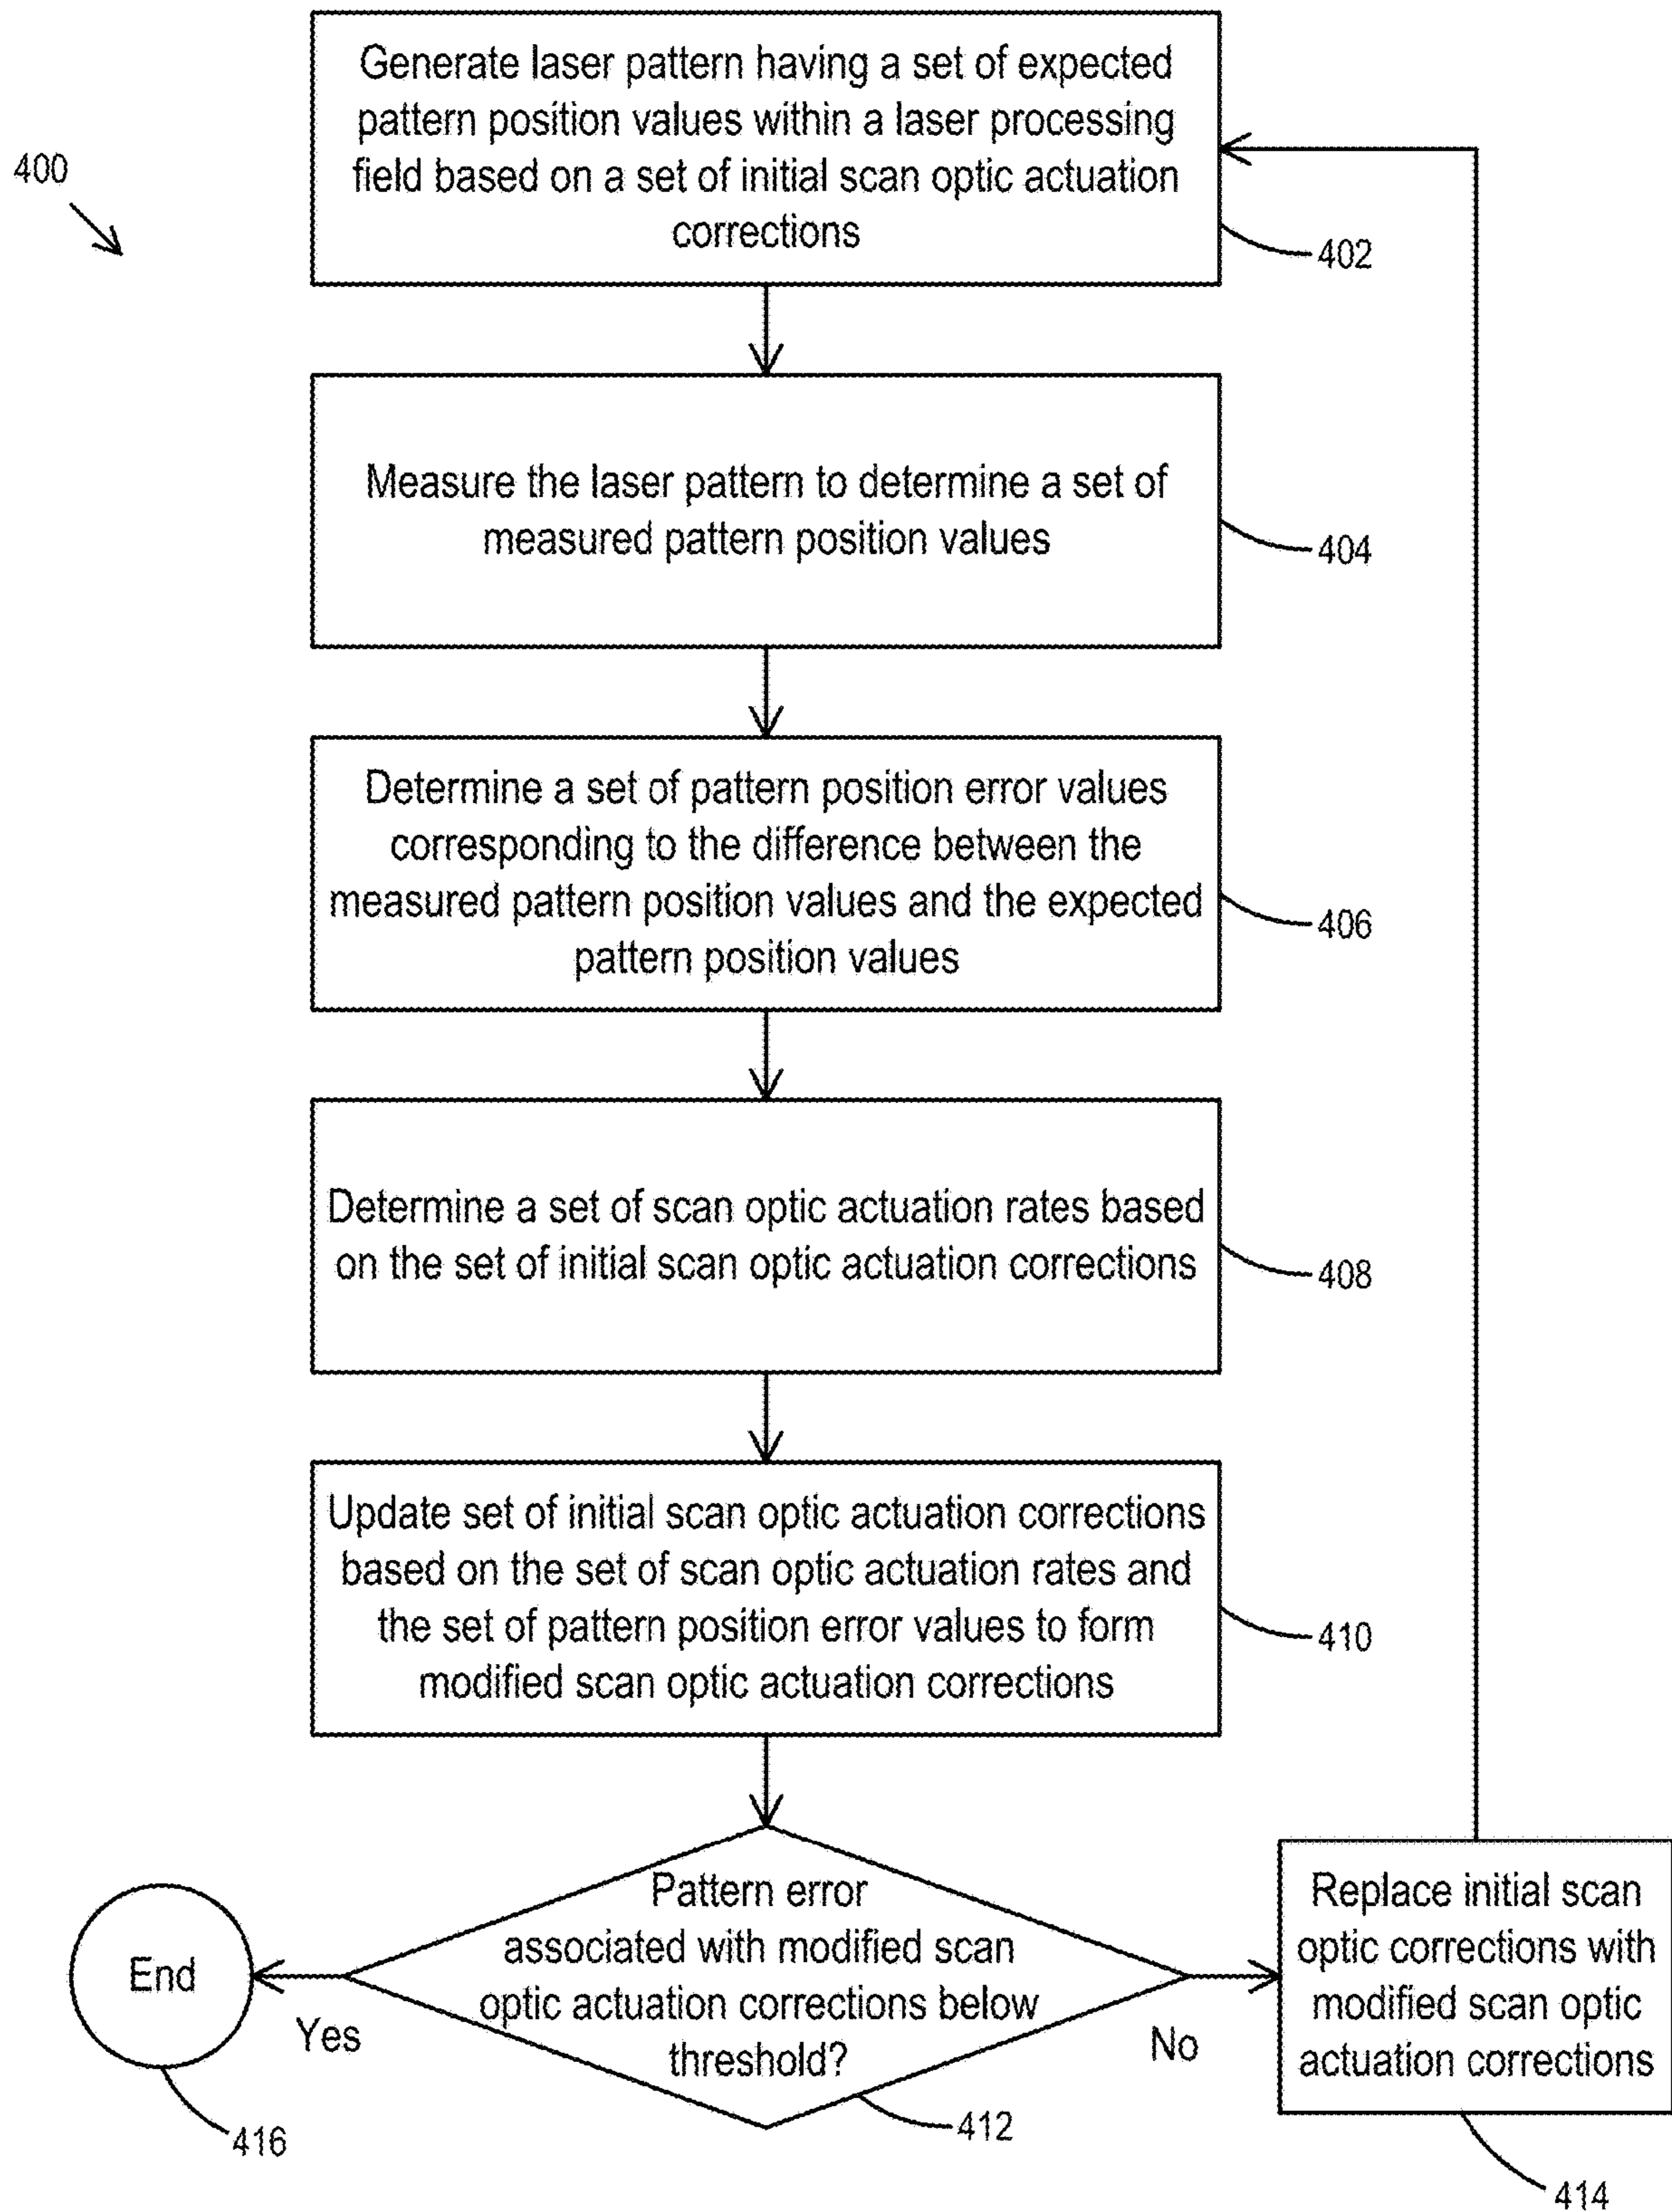 400
Generate laser pattern having a set of expected
pattern position values within a laser processing
field based on a set of initial scan optic actuation
corrections
402
Measure the laser pattern to determine a set of
measured pattern position values
404
Determine a set of pattern position error values
corresponding to the difference between the
measured pattern position values and the expected
pattern position values
406
Determine a set of scan optic actuation rates based
on the set of initial scan optic actuation corrections
408
Update set of initial scan optic actuation corrections
based on the set of scan optic actuation rates and
the set of pattern position error values to form
modified scan optic actuation corrections
410
Pattern error
associated with modified scan
optic actuation corrections below
threshold?
412
Yes
End
416
No
Replace initial scan
optic corrections with
modified scan optic
actuation corrections
414